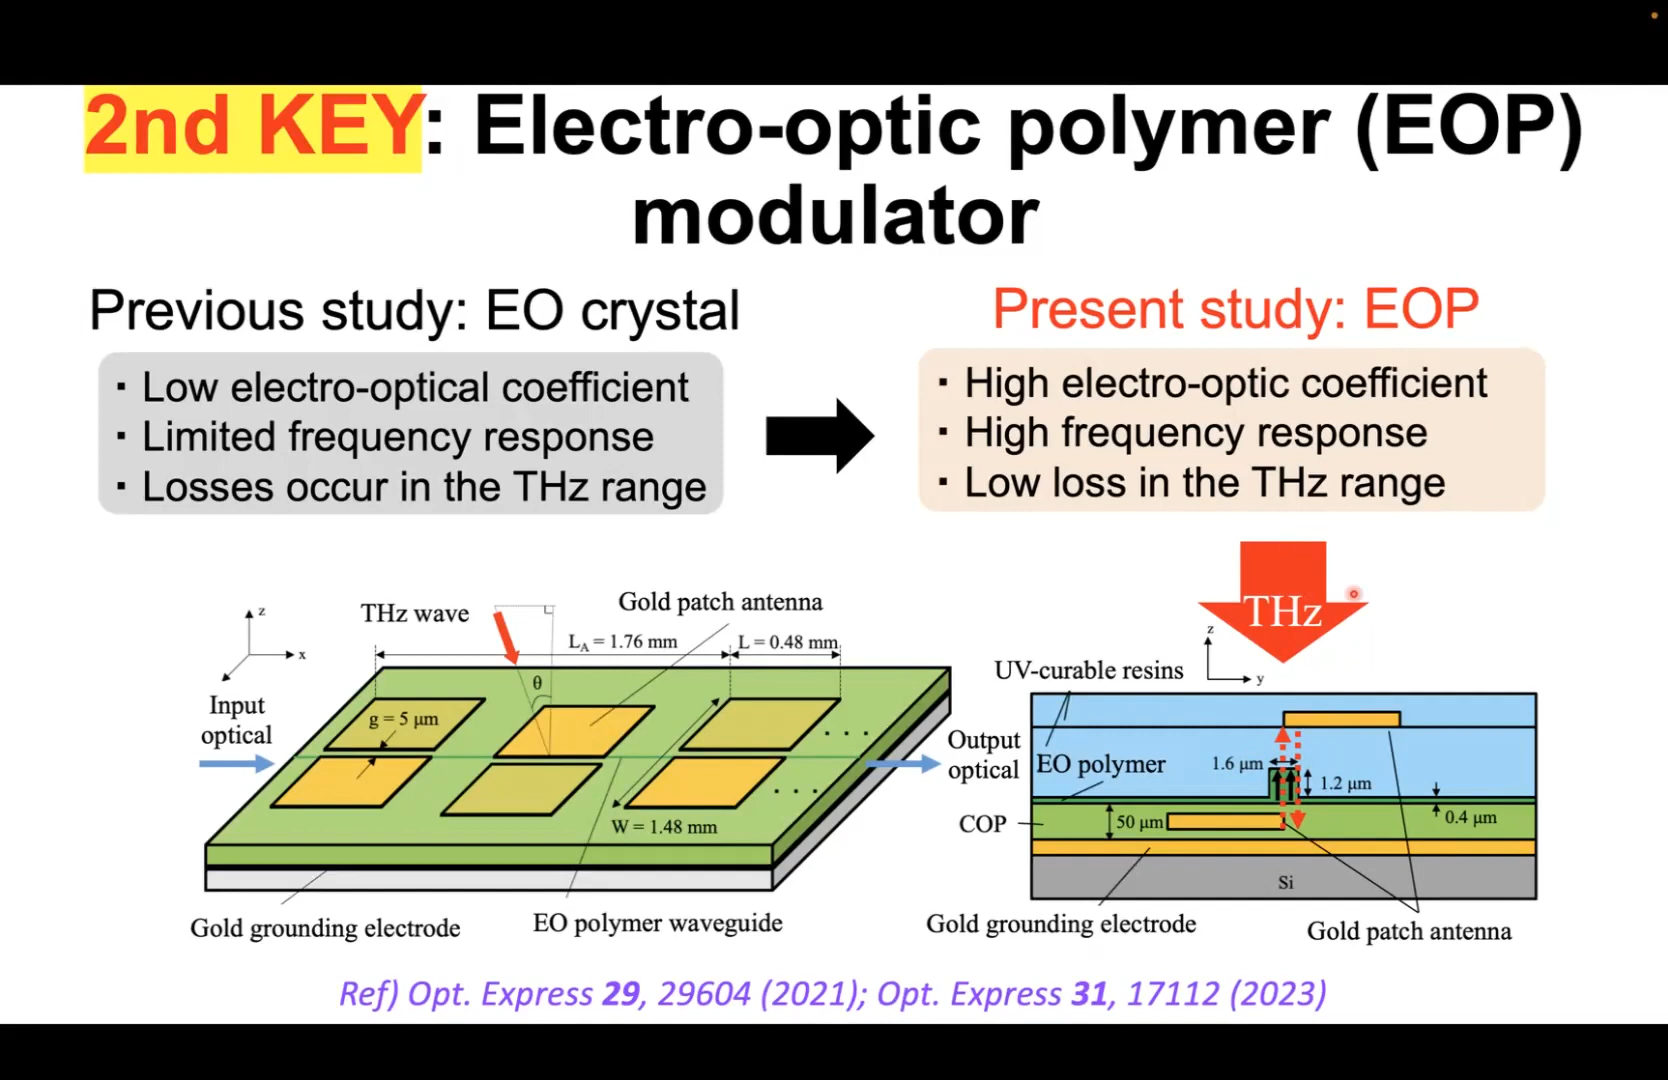 2nd KEY: Electro-optic polymer (EOP)
modulator
Previous study: EO crystal
・Low electro-optical coefficient
・Limited frequency response
・Losses occur in the THz range
Present study: EOP
・High electro-optic coefficient
・High frequency response
・Low loss in the THz range
z
x
THz wave
Gold patch antenna
L_A = 1.76 mm
L = 0.48 mm
θ
g = 5 μm
Input
optical
. . .
. . .
W = 1.48 mm
Output
optical
Gold grounding electrode
EO polymer waveguide
THz
z
y
UV-curable resins
EO polymer
1.6 μm
1.2 μm
COP
50 μm
0.4 μm
Si
Gold grounding electrode
Gold patch antenna
Ref) Opt. Express 29, 29604 (2021); Opt. Express 31, 17112 (2023)